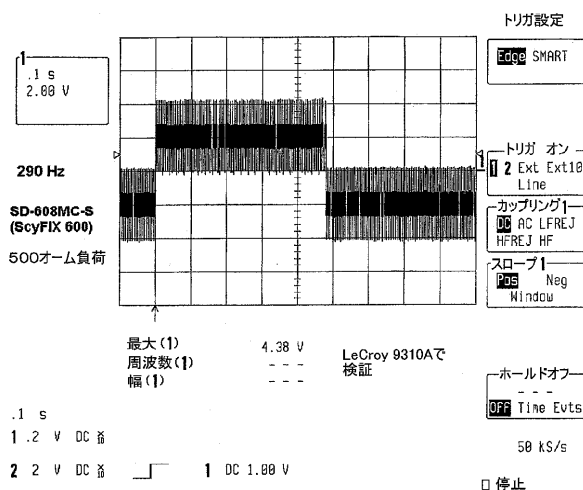 トリガ設定
1
.1 s
2.00 V
Edge SMART
290 Hz
SD-608MC-S
(ScyFIX 600)
500オーム負荷
1
トリガ オン
1 2 Ext Ext10
Line
カップリング1
DC AC LFREJ
HFREJ HF
スロープ1
Pos Neg
Window
最大(1) 4.38 V
周波数(1) - - -
幅(1) - - -
LeCroy 9310Aで
検証
ホールドオフ
- - -
Off Time Evts
.1 s
1 .2 V DC
2 2 V DC
1 DC 1.00 V
50 kS/s
□ 停止